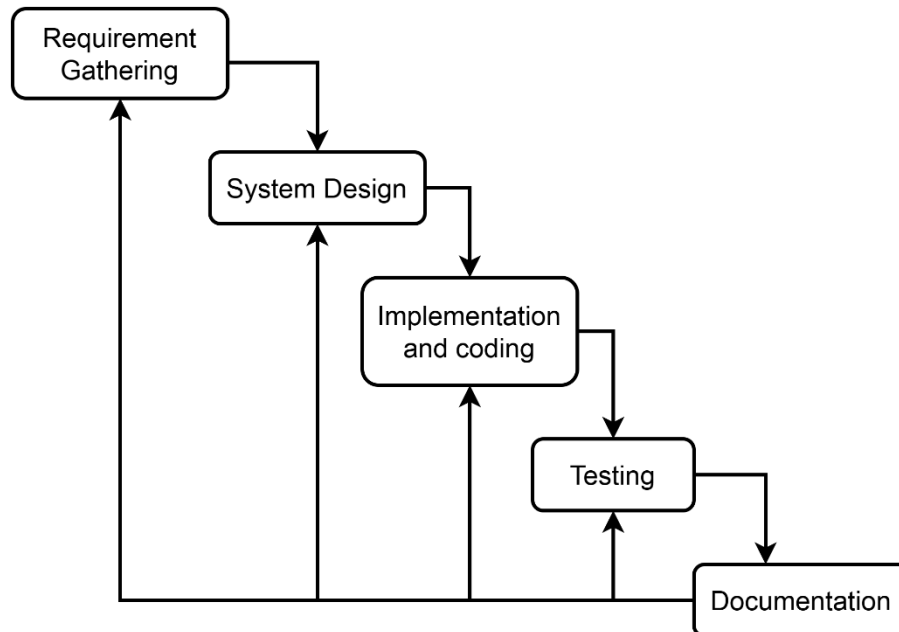 Requirement
Gathering
System Design
Implementation
and coding
Testing
Documentation